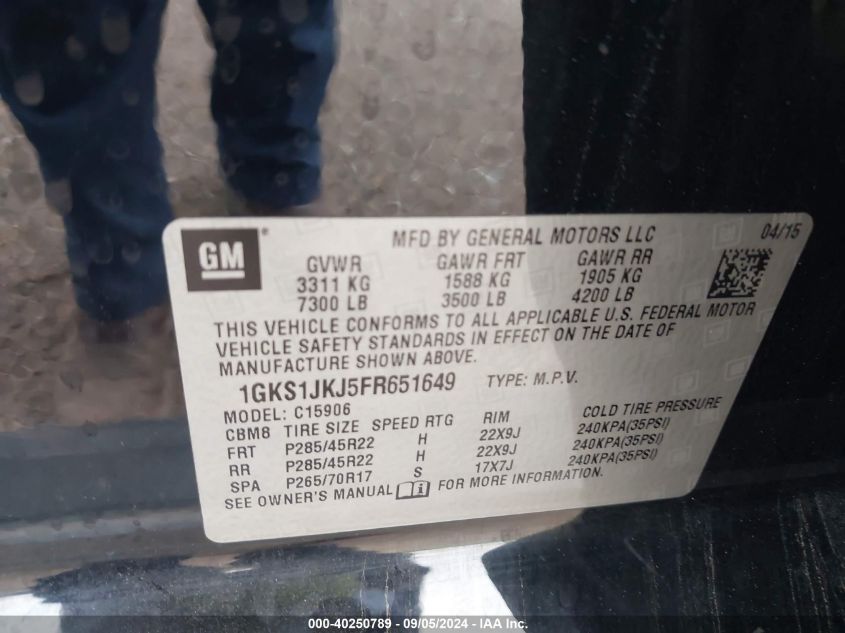 GM
MFD BY GENERAL MOTORS LLC 04/15
GVWR GAWR FRT GAWR RR
3311 KG 1588 KG 1905 KG
7300 LB 3500 LB 4200 LB
THIS VEHICLE CONFORMS TO ALL APPLICABLE U.S. FEDERAL MOTOR
VEHICLE SAFETY STANDARDS IN EFFECT ON THE DATE OF
MANUFACTURE SHOWN ABOVE.
1GKS1JKJ5FR651649 TYPE: M.P.V.
MODEL: C15906
CBM8 TIRE SIZE SPEED RTG RIM COLD TIRE PRESSURE
FRT P285/45R22 H 22X9J 240KPA(35PSI)
RR P285/45R22 H 22X9J 240KPA(35PSI)
SPA P265/70R17 S 17X7J 240KPA(35PSI)
SEE OWNER'S MANUAL FOR MORE INFORMATION.
000-40250789 - 09/05/2024 - IAA Inc.